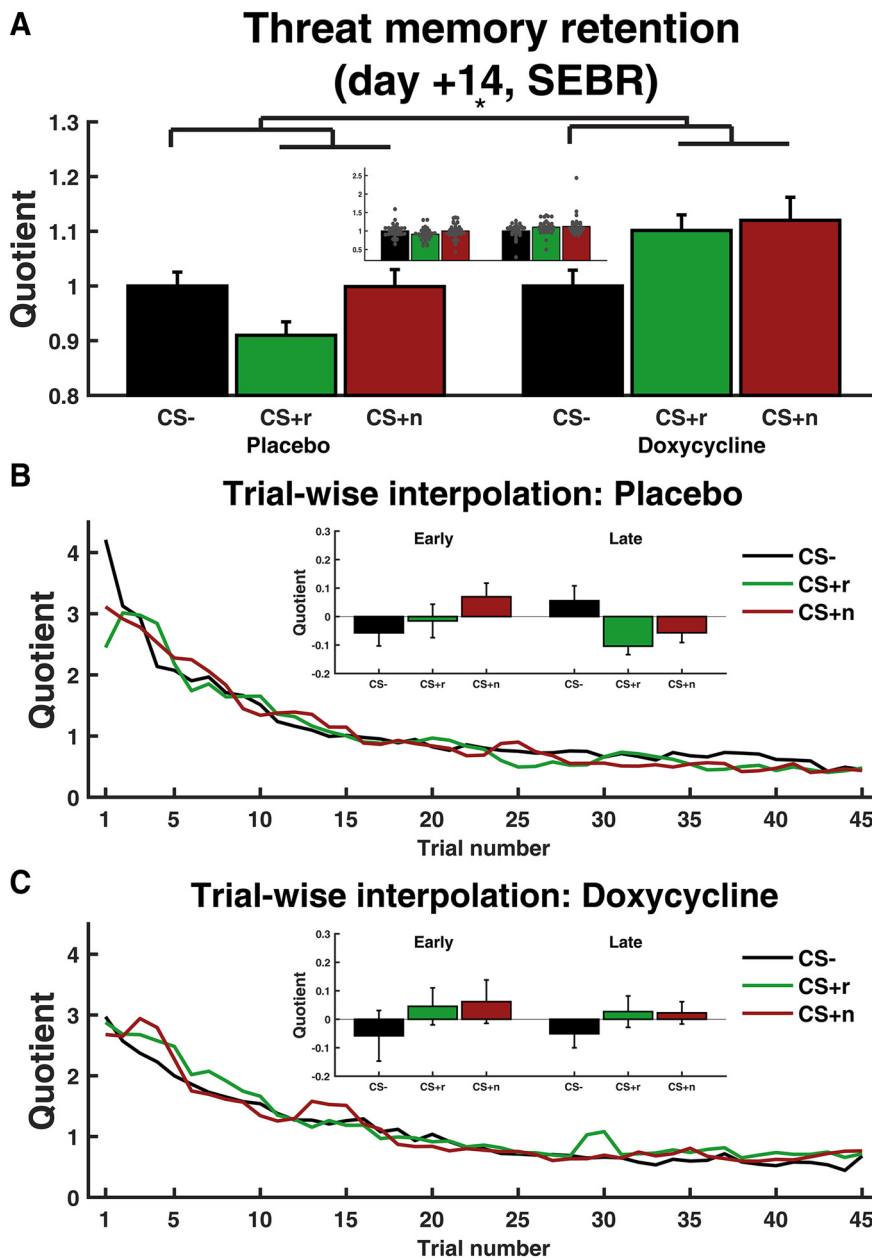 A
Threat memory retention
(day +14, SEBR)
*
1.3
1.2
1.1
1
0.9
0.8
Quotient
2.5
2
1.5
1
0.5
CS- CS+r CS+n CS- CS+r CS+n
Placebo Doxycycline
B
Trial-wise interpolation: Placebo
4
3
2
1
0
Quotient
0.3
0.2
0.1
0
-0.1
-0.2
Quotient
Early Late
CS- CS+r CS+n CS- CS+r CS+n
CS-
CS+r
CS+n
1 5 10 15 20 25 30 35 40 45
Trial number
C
Trial-wise interpolation: Doxycycline
4
3
2
1
0
Quotient
0.3
0.2
0.1
0
-0.1
-0.2
Quotient
Early Late
CS- CS+r CS+n CS- CS+r CS+n
CS-
CS+r
CS+n
1 5 10 15 20 25 30 35 40 45
Trial number